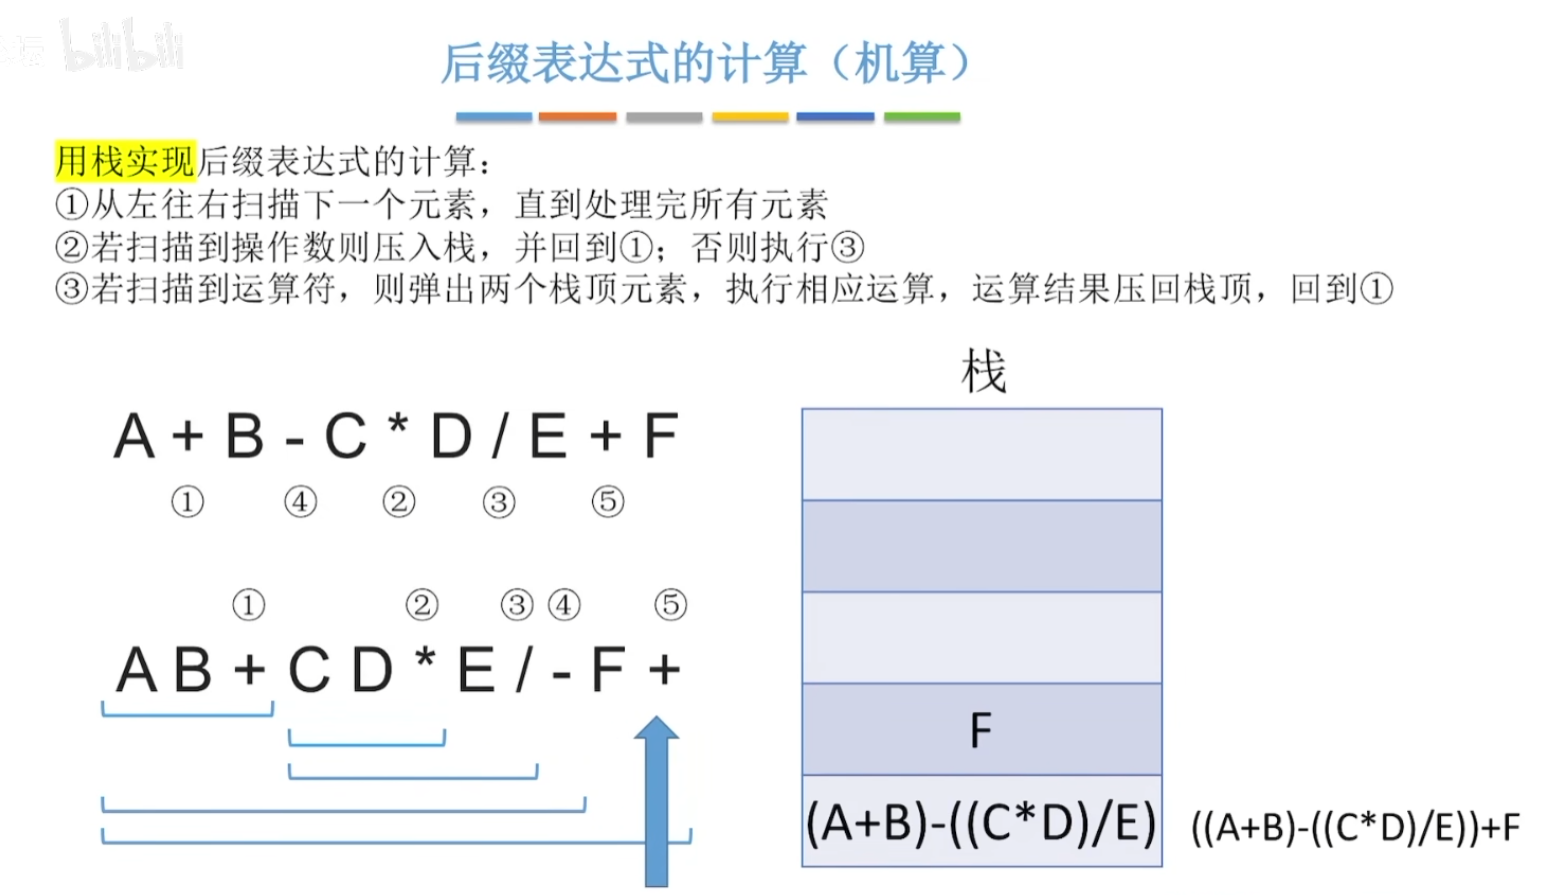 bilibili
后缀表达式的计算（机算）
用栈实现后缀表达式的计算：
①从左往右扫描下一个元素，直到处理完所有元素
②若扫描到操作数则压入栈，并回到①；否则执行③
③若扫描到运算符，则弹出两个栈顶元素，执行相应运算，运算结果压回栈顶，回到①
A + B - C * D / E + F
① ④ ② ③ ⑤
① ② ③ ④ ⑤
A B + C D * E / - F +
栈
F
(A+B)-((C*D)/E)
((A+B)-((C*D)/E))+F